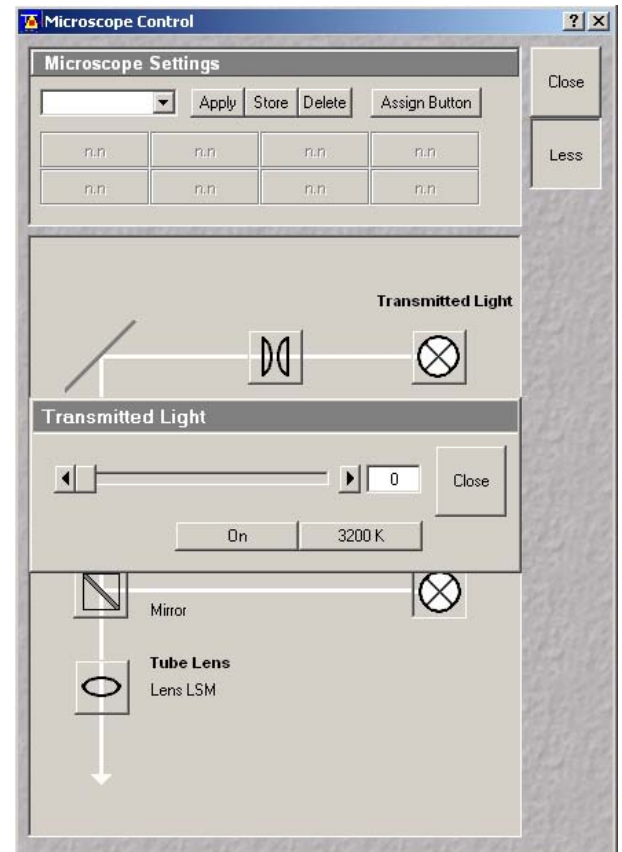 Microscope Control
Close
Less
Microscope Settings
Apply Store Delete Assign Button
n.n n.n n.n n.n
n.n n.n n.n n.n
Transmitted Light
Transmitted Light
0
Close
On 3200 K
Mirror
Tube Lens
Lens LSM